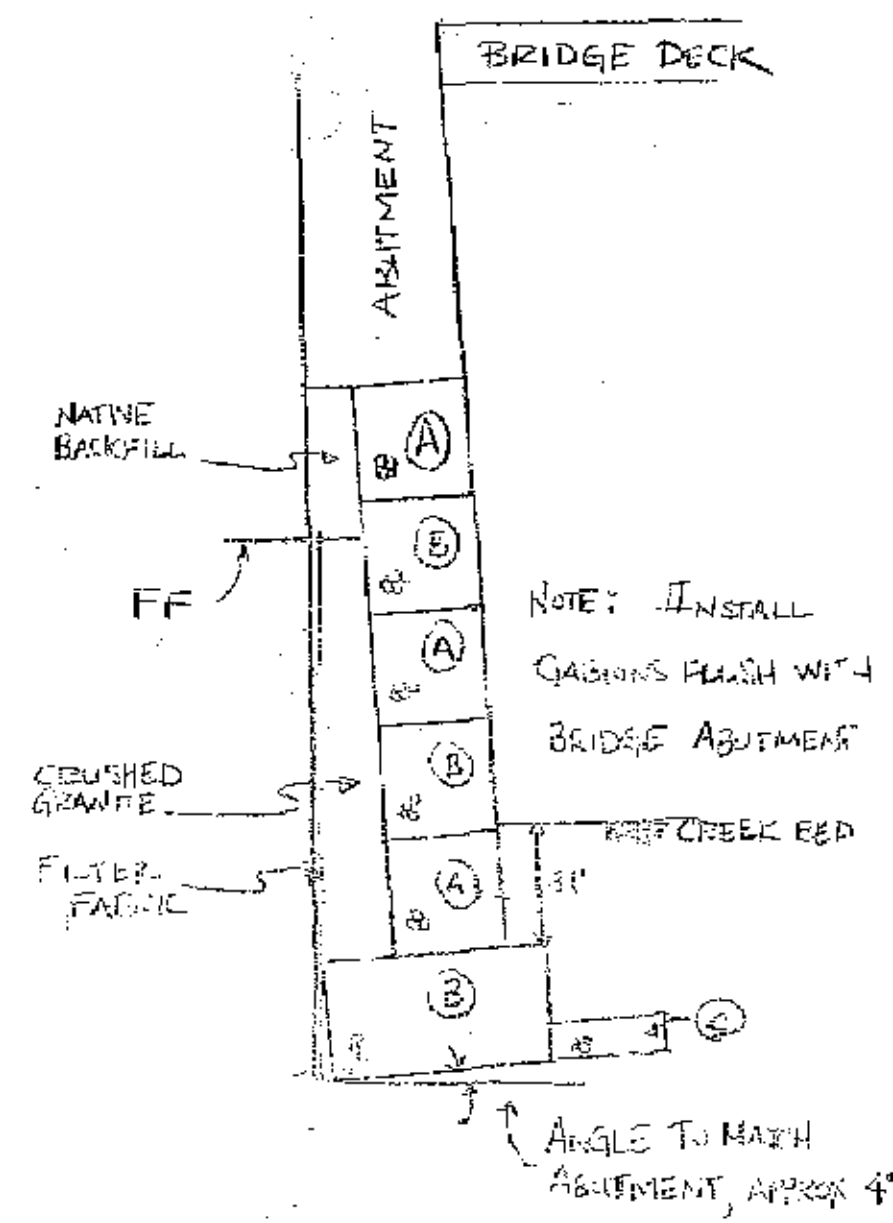 BRIDGE DECK
ABUTMENT
NATIVE
BACKFILL
A
FF
B
NOTE: INSTALL
GABIONS FLUSH WITH
BRIDGE ABUTMENT
A
CRUSHED
GRANITE
B
CREEK BED
FILTER
FABRIC
A
B
C
ANGLE TO MATCH
ABUTMENT, APPROX 4°